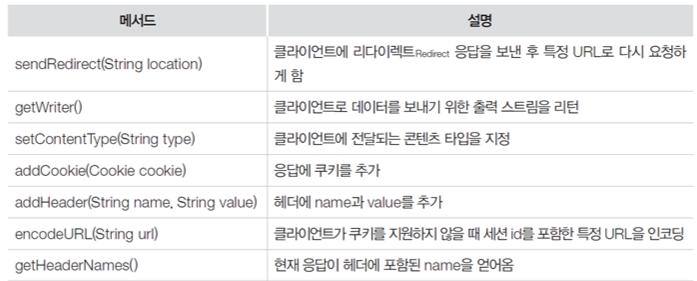 메서드 설명
sendRedirect(String location) 클라이언트에 리다이렉트Redirect 응답을 보낸 후 특정 URL로 다시 요청하
게 함
getWriter() 클라이언트로 데이터를 보내기 위한 출력 스트림을 리턴
setContentType(String type) 클라이언트에 전달되는 콘텐츠 타입을 지정
addCookie(Cookie cookie) 응답에 쿠키를 추가
addHeader(String name, String value) 헤더에 name과 value를 추가
encodeURL(String url) 클라이언트가 쿠키를 지원하지 않을 때 세션 id를 포함한 특정 URL을 인코딩
getHeaderNames() 현재 응답이 헤더에 포함된 name을 얻어옴